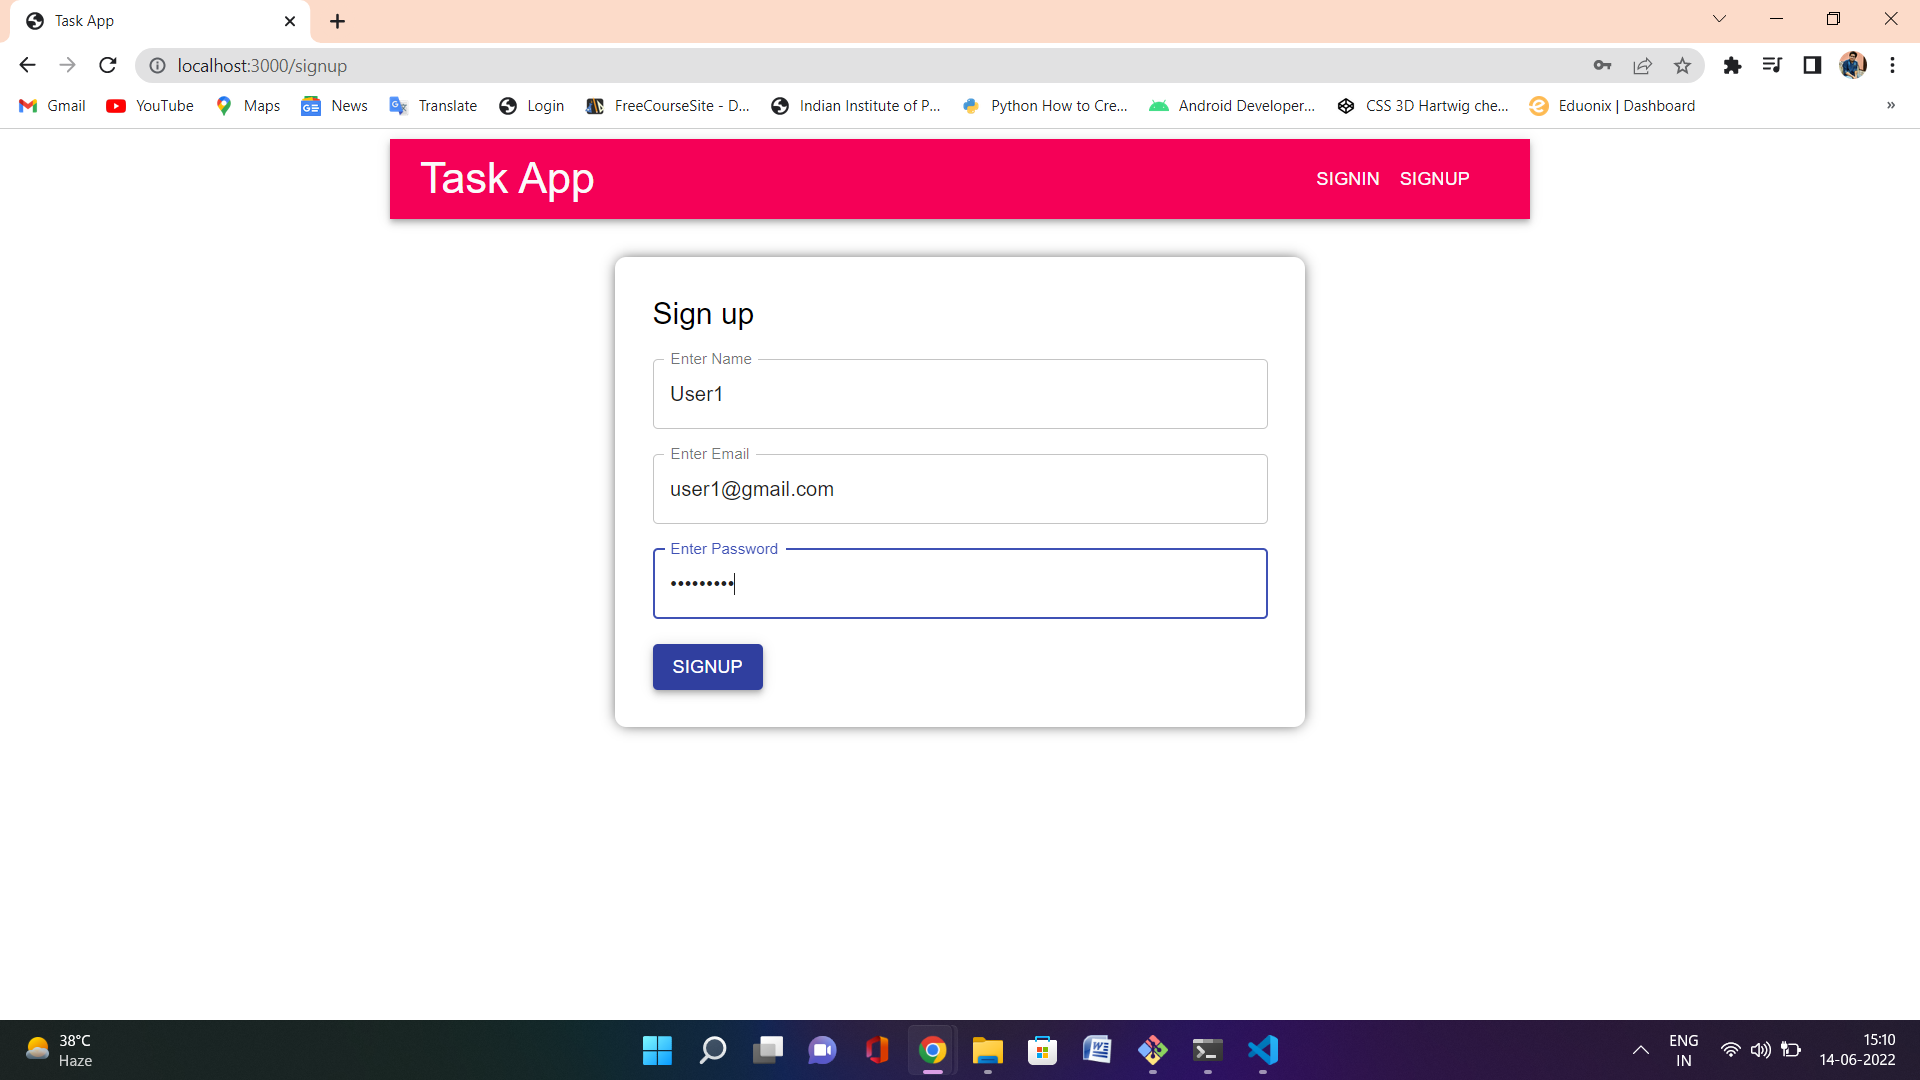 Task App
localhost:3000/signup
Gmail YouTube Maps News Translate Login FreeCourseSite - D... Indian Institute of P... Python How to Cre... Android Developer... CSS 3D Hartwig che... Eduonix | Dashboard »
Task App SIGNIN SIGNUP
Sign up
Enter Name
User1
Enter Email
user1@gmail.com
Enter Password
•••••••••
SIGNUP
38°C
Haze
ENG
IN
15:10
14-06-2022